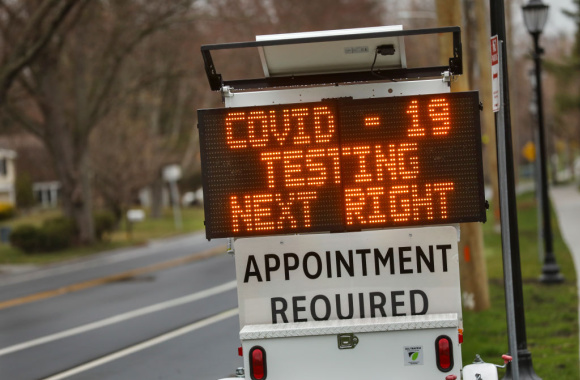 COVID - 19
TESTING
NEXT RIGHT
APPOINTMENT
REQUIRED